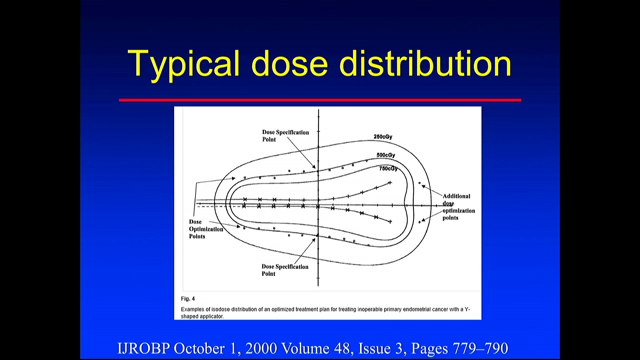 Typical dose distribution
Dose Specification
Point
250cGy
500cGy
750cGy
Additional
dose
optimization
points
Dose
Optimization
Points
Dose Specification
Point
Fig. 4
Examples of isodose distribution of an optimized treatment plan for treating inoperable primary endometrial cancer with a Y-
shaped applicator.
IJROBP October 1, 2000 Volume 48, Issue 3, Pages 779–790